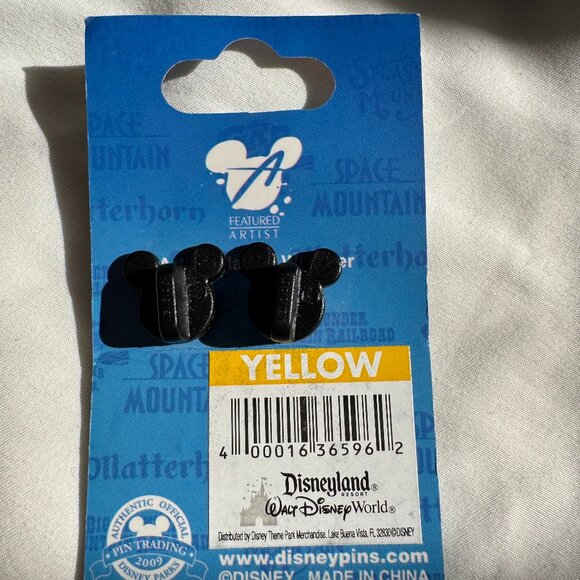 SPACE
MOUNTAIN
A
FEATURED
ARTIST
SPACE
MOUNTAIN
Matterhorn
SPACE
MOUNTAIN
Matterhorn
YELLOW
4 00016 36596 2
Disneyland®
RESORT
Walt Disney World®
Distributed by Disney Theme Park Merchandise, Lake Buena Vista, FL 32830 ©DISNEY
AUTHENTIC OFFICIAL
PIN TRADING
2009
DISNEY PARKS
www.disneypins.com
©DISNEY MADE IN CHINA